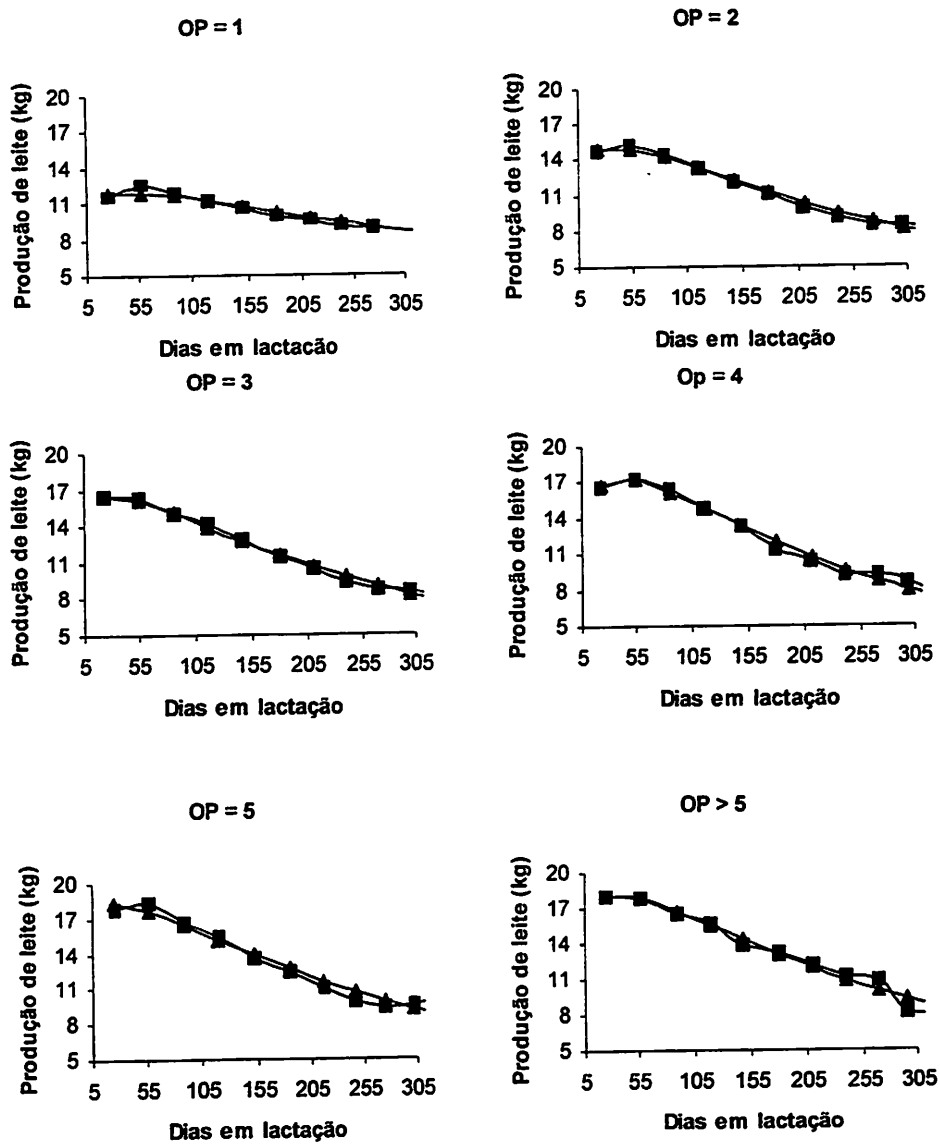 OP = 1
Produção de leite (kg)
20
17
14
11
8
5
5 55 105 155 205 255 305
Dias em lactacão
OP = 2
Produção de leite (kg)
20
17
14
11
8
5
5 55 105 155 205 255 305
Dias em lactação
OP = 3
Produção de leite (kg)
20
17
14
11
8
5
5 55 105 155 205 255 305
Dias em lactação
Op = 4
Produção de leite (kg)
20
17
14
11
8
5
5 55 105 155 205 255 305
Dias em lactação
OP = 5
Produção de leite (kg)
20
17
14
11
8
5
5 55 105 155 205 255 305
Dias em lactação
OP > 5
Produção de leite (kg)
20
17
14
11
8
5
5 55 105 155 205 255 305
Dias em lactação